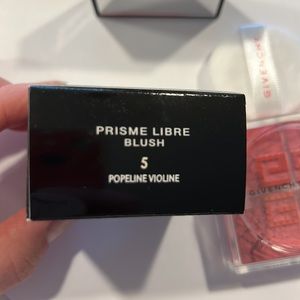 PRISME LIBRE
BLUSH
5
POPELINE VIOLINE
GIVENCHY
GIVENCHY